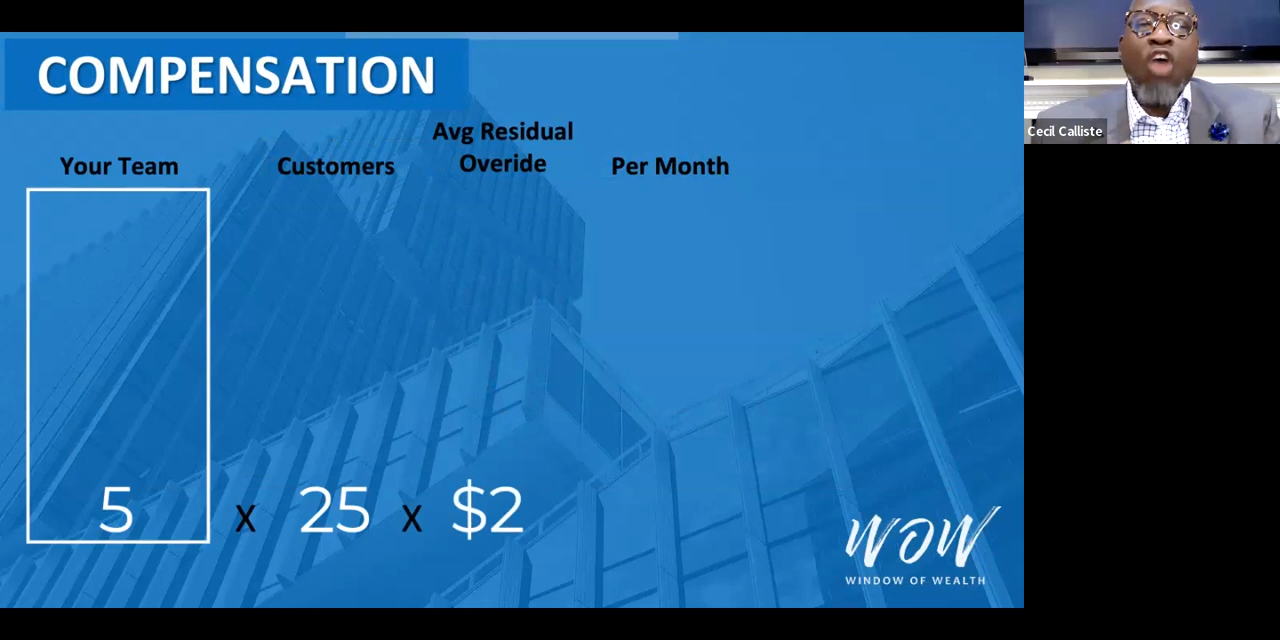 COMPENSATION
Cecil Calliste
Avg Residual
Your Team Customers Overide Per Month
5 x 25 x $2
WOW
WINDOW OF WEALTH